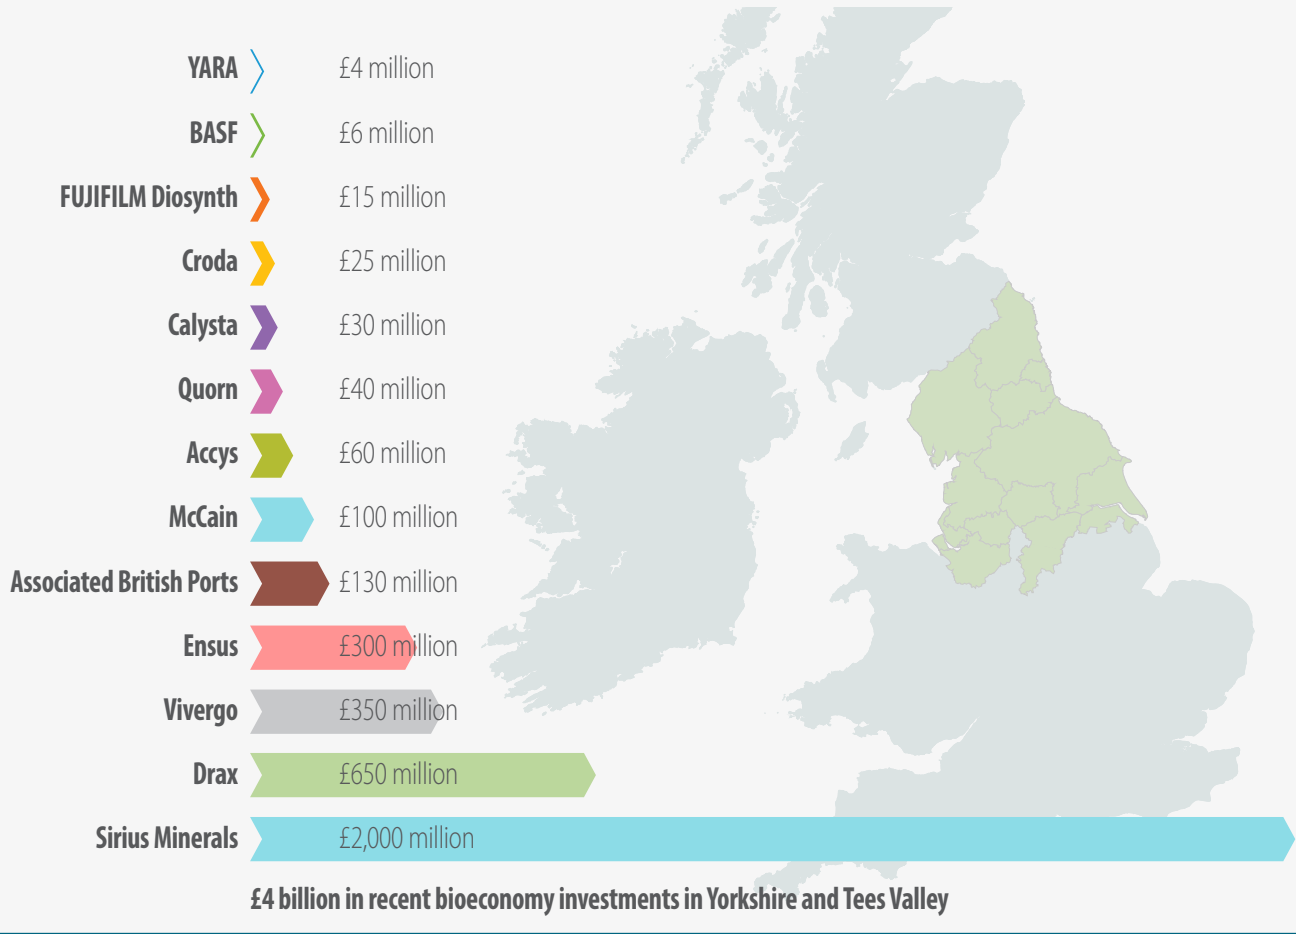 YARA £4 million
BASF £6 million
FUJIFILM Diosynth £15 million
Croda £25 million
Calysta £30 million
Quorn £40 million
Accys £60 million
McCain £100 million
Associated British Ports £130 million
Ensus £300 million
Vivergo £350 million
Drax £650 million
Sirius Minerals £2,000 million
£4 billion in recent bioeconomy investments in Yorkshire and Tees Valley